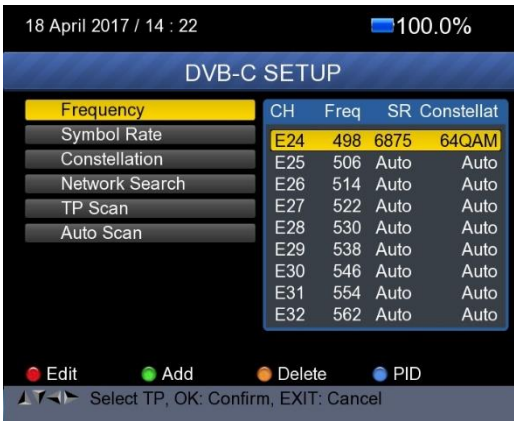 18 April 2017 / 14 : 22 100.0%
DVB-C SETUP
Frequency
Symbol Rate
Constellation
Network Search
TP Scan
Auto Scan
CH Freq SR Constellat
E24 498 6875 64QAM
E25 506 Auto Auto
E26 514 Auto Auto
E27 522 Auto Auto
E28 530 Auto Auto
E29 538 Auto Auto
E30 546 Auto Auto
E31 554 Auto Auto
E32 562 Auto Auto
Edit Add Delete PID
Select TP, OK: Confirm, EXIT: Cancel